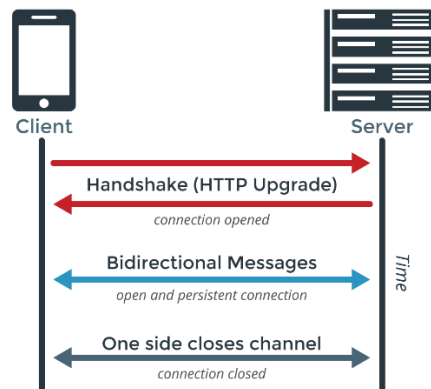 Client
Server
Handshake (HTTP Upgrade)
connection opened
Bidirectional Messages
open and persistent connection
Time
One side closes channel
connection closed